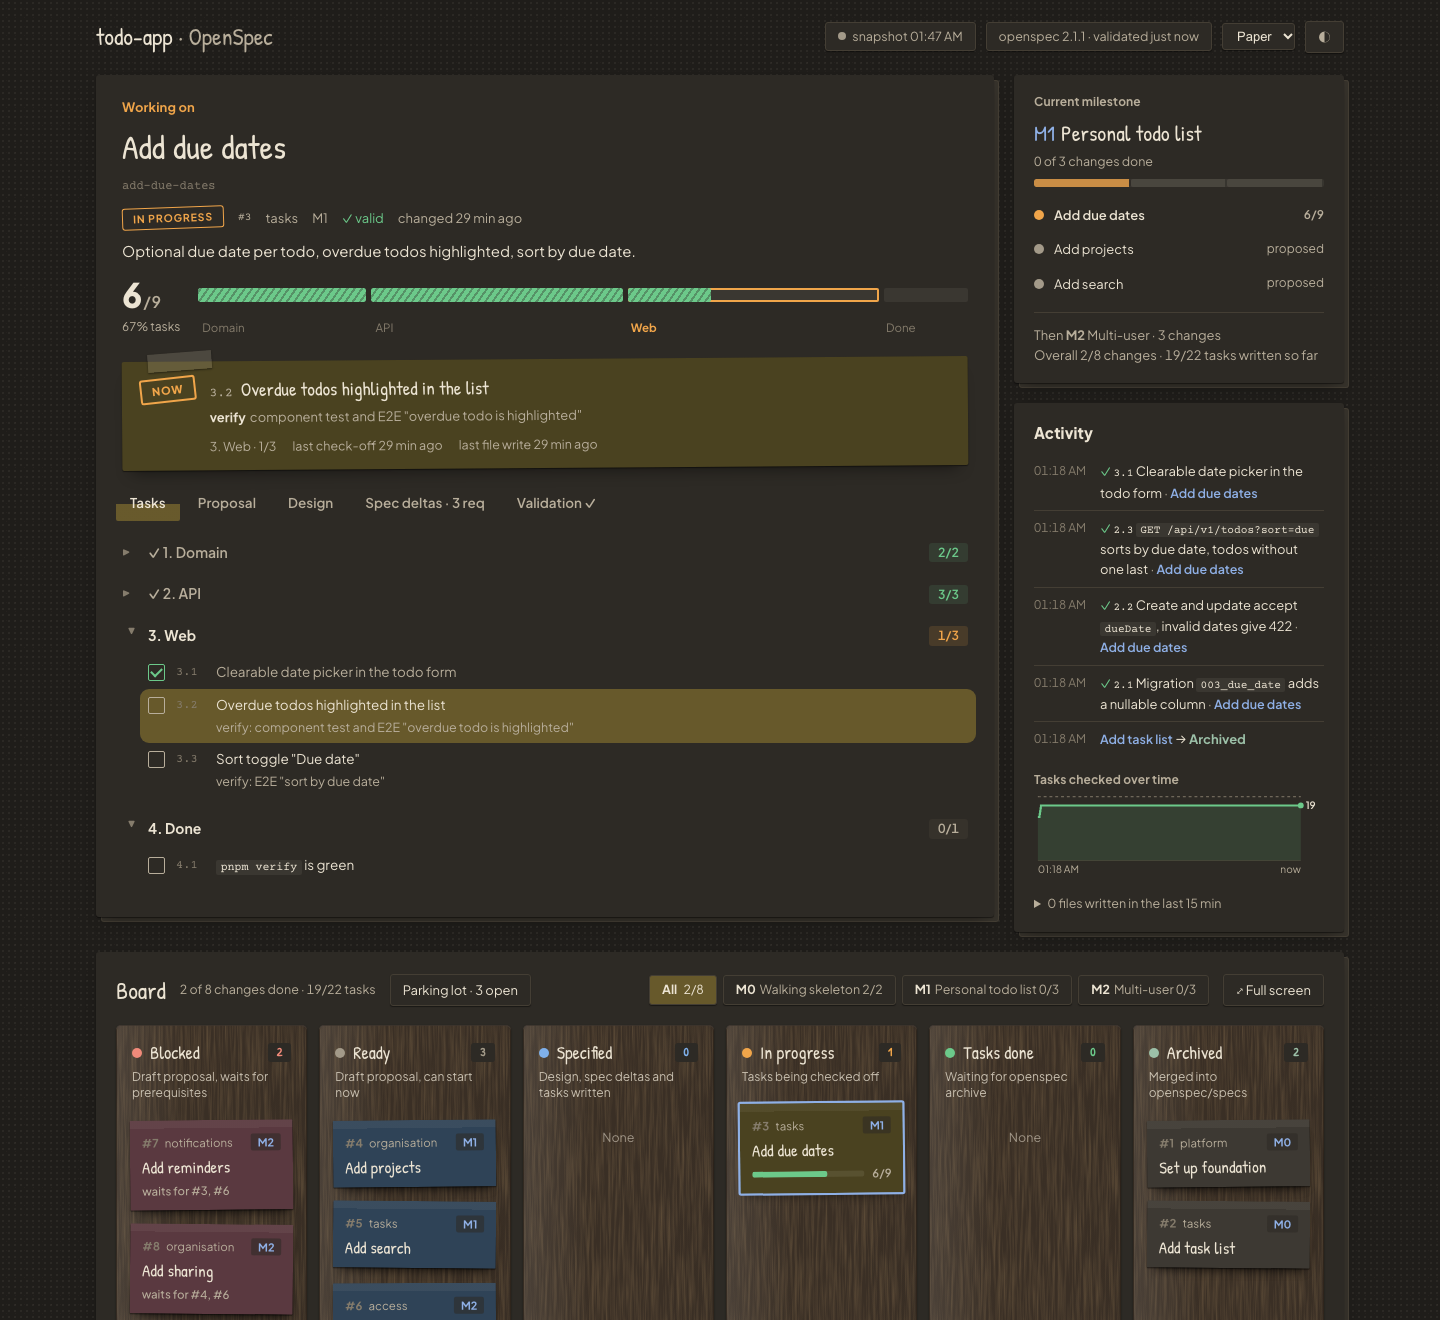 todo-app · OpenSpec
snapshot 01:47 AM
openspec 2.1.1 · validated just now
Paper
Working on
Add due dates
add-due-dates
IN PROGRESS #3 tasks M1 ✓ valid changed 29 min ago
Optional due date per todo, overdue todos highlighted, sort by due date.
6/9
67% tasks
Domain API Web Done
NOW 3.2 Overdue todos highlighted in the list
verify component test and E2E "overdue todo is highlighted"
3. Web · 1/3 last check-off 29 min ago last file write 29 min ago
Tasks Proposal Design Spec deltas · 3 req Validation ✓
✓ 1. Domain 2/2
✓ 2. API 3/3
3. Web 1/3
3.1 Clearable date picker in the todo form
3.2 Overdue todos highlighted in the list
verify: component test and E2E "overdue todo is highlighted"
3.3 Sort toggle "Due date"
verify: E2E "sort by due date"
4. Done 0/1
4.1 pnpm verify is green
Current milestone
M1 Personal todo list
0 of 3 changes done
Add due dates 6/9
Add projects proposed
Add search proposed
Then M2 Multi-user · 3 changes
Overall 2/8 changes · 19/22 tasks written so far
Activity
01:18 AM ✓ 3.1 Clearable date picker in the
todo form · Add due dates
01:18 AM ✓ 2.3 GET /api/v1/todos?sort=due
sorts by due date, todos without
one last · Add due dates
01:18 AM ✓ 2.2 Create and update accept
dueDate, invalid dates give 422 ·
Add due dates
01:18 AM ✓ 2.1 Migration 003_due_date adds
a nullable column · Add due dates
01:18 AM Add task list → Archived
Tasks checked over time
19
01:18 AM now
0 files written in the last 15 min
Board 2 of 8 changes done · 19/22 tasks Parking lot · 3 open
All 2/8 M0 Walking skeleton 2/2 M1 Personal todo list 0/3 M2 Multi-user 0/3 ⤢ Full screen
Blocked 2
Draft proposal, waits for
prerequisites
#7 notifications M2
Add reminders
waits for #3, #6
#8 organisation M2
Add sharing
waits for #4, #6
Ready 3
Draft proposal, can start
now
#4 organisation M1
Add projects
#5 tasks M1
Add search
#6 access M2
Specified 0
Design, spec deltas and
tasks written
None
In progress 1
Tasks being checked off
#3 tasks M1
Add due dates
6/9
Tasks done 0
Waiting for openspec
archive
None
Archived 2
Merged into
openspec/specs
#1 platform M0
Set up foundation
#2 tasks M0
Add task list